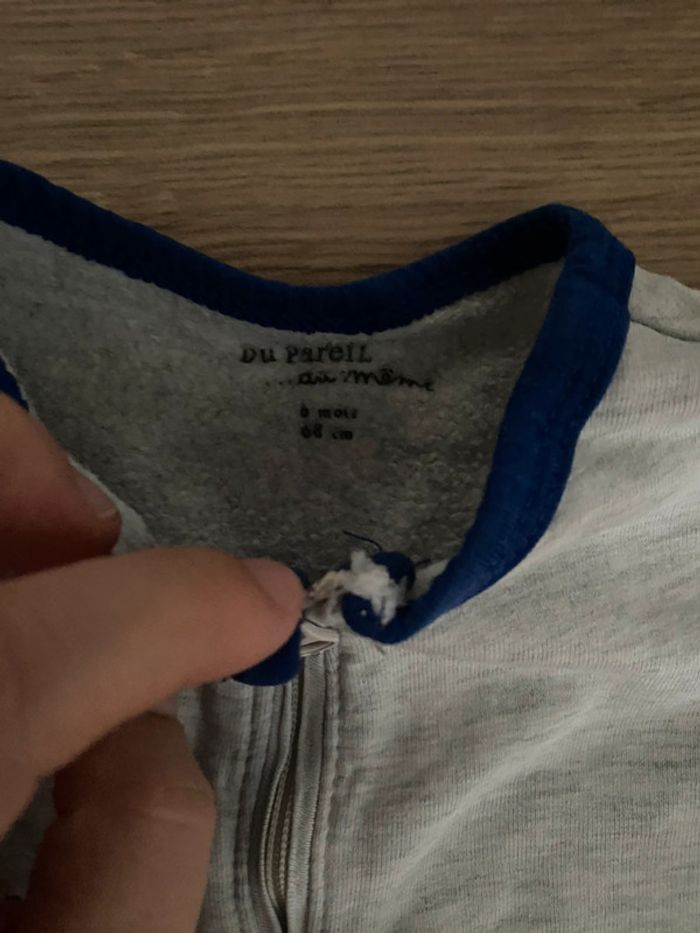 Du Pareil
...au même
6 mois
68 cm